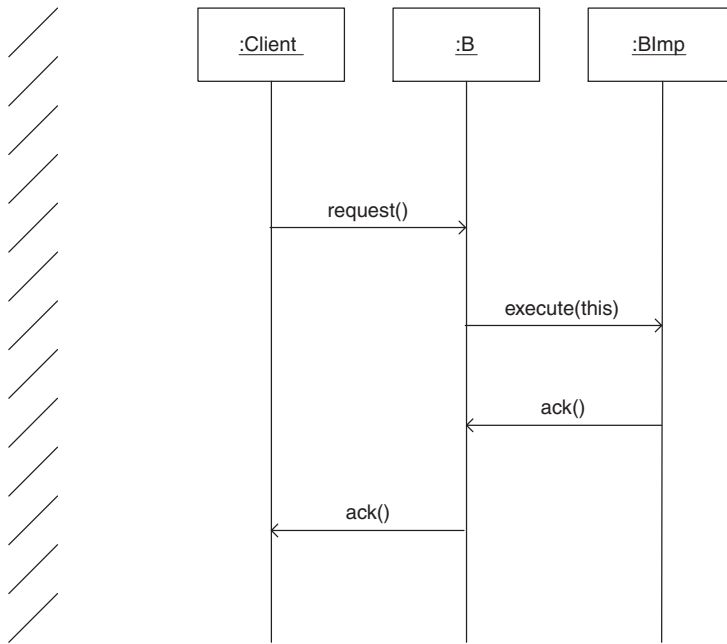 :Client
:B
:BImp
request()
execute(this)
ack()
ack()